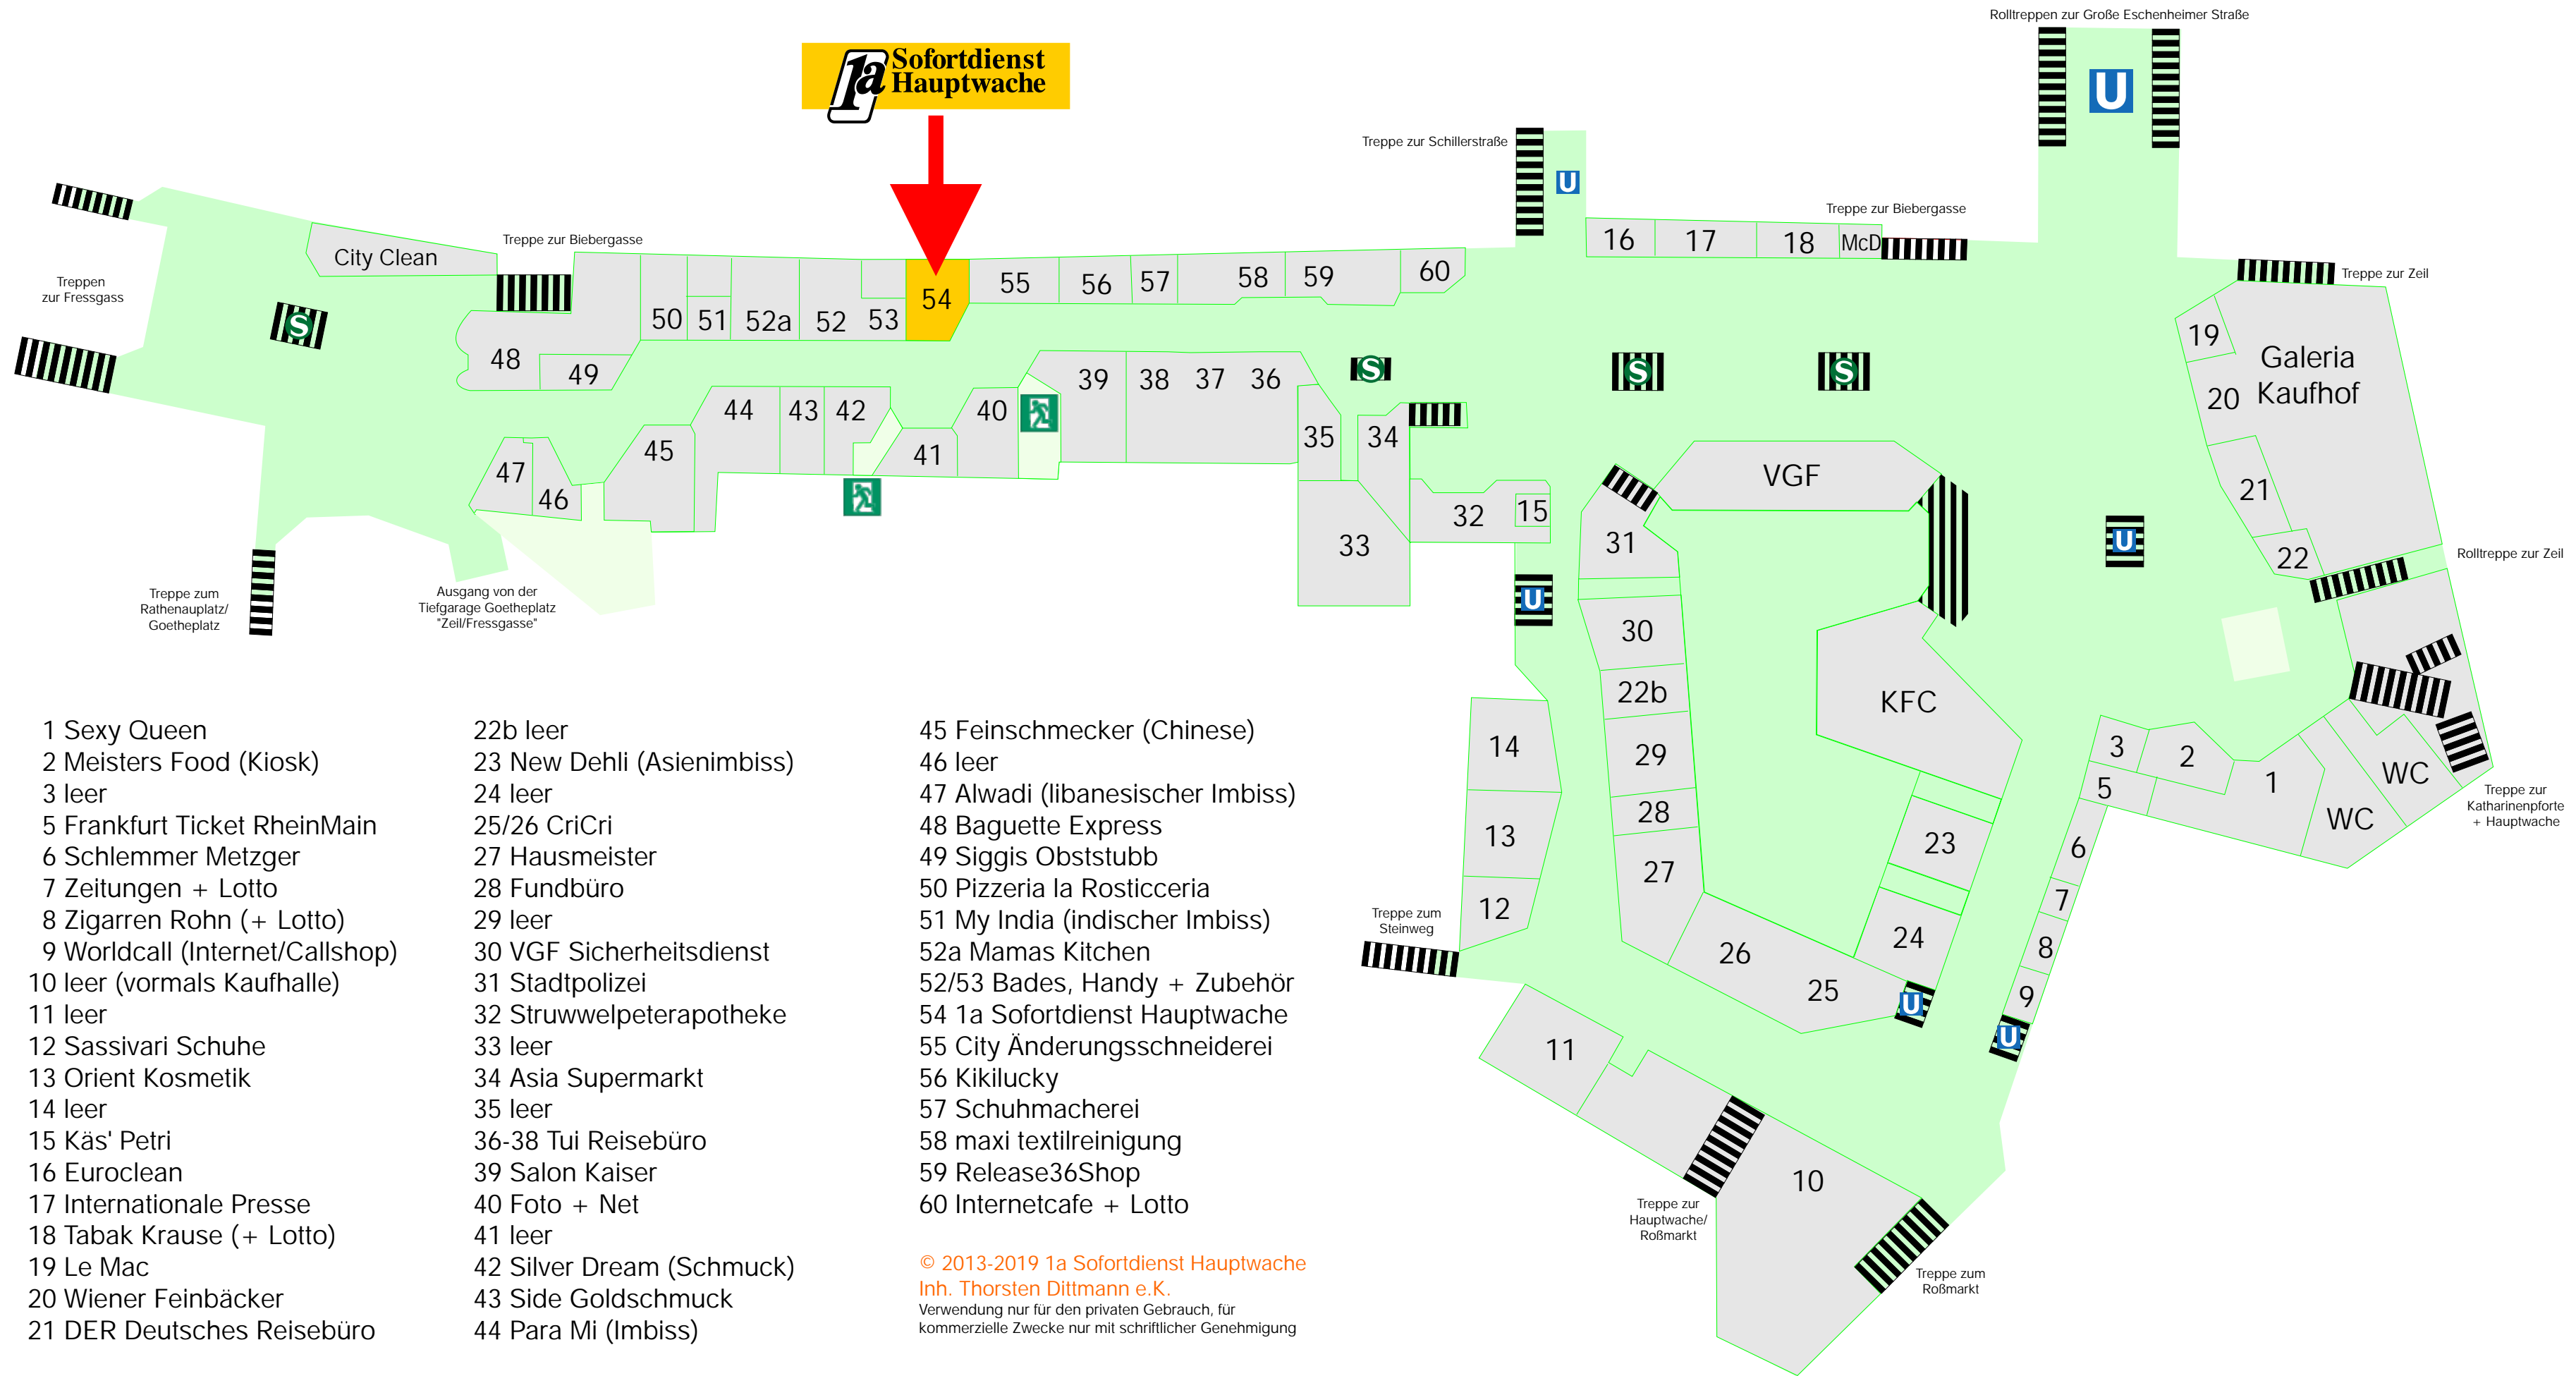 Rolltreppen zur Große Eschenheimer Straße
1a Sofortdienst
Hauptwache
U
Treppe zur Schillerstraße
U
Treppe zur Biebergasse
16
17
18
McD
Treppe zur Biebergasse
City Clean
Treppen
zur Fressgass
S
50
51
52a
52
53
54
55
56
57
58
59
60
48
49
Treppe zur Zeil
19
Galeria
Kaufhof
20
21
22
Rolltreppe zur Zeil
S
S
S
39
38
37
36
35
34
40
41
42
43
44
45
47
46
VGF
32
15
33
31
U
U
Treppe zum
Rathenauplatz/
Goetheplatz
Ausgang von der
Tiefgarage Goetheplatz
"Zeil/Fressgasse"
30
22b
29
28
27
26
25
KFC
23
24
U
14
13
12
Treppe zum
Steinweg
3
2
1
5
WC
WC
6
7
8
9
U
Treppe zur
Katharinenpforte
+ Hauptwache
11
10
Treppe zur
Hauptwache/
Roßmarkt
Treppe zum
Roßmarkt
1 Sexy Queen
2 Meisters Food (Kiosk)
3 leer
5 Frankfurt Ticket RheinMain
6 Schlemmer Metzger
7 Zeitungen + Lotto
8 Zigarren Rohn (+ Lotto)
9 Worldcall (Internet/Callshop)
10 leer (vormals Kaufhalle)
11 leer
12 Sassivari Schuhe
13 Orient Kosmetik
14 leer
15 Käs' Petri
16 Euroclean
17 Internationale Presse
18 Tabak Krause (+ Lotto)
19 Le Mac
20 Wiener Feinbäcker
21 DER Deutsches Reisebüro
22b leer
23 New Dehli (Asienimbiss)
24 leer
25/26 CriCri
27 Hausmeister
28 Fundbüro
29 leer
30 VGF Sicherheitsdienst
31 Stadtpolizei
32 Struwwelpeterapotheke
33 leer
34 Asia Supermarkt
35 leer
36-38 Tui Reisebüro
39 Salon Kaiser
40 Foto + Net
41 leer
42 Silver Dream (Schmuck)
43 Side Goldschmuck
44 Para Mi (Imbiss)
45 Feinschmecker (Chinese)
46 leer
47 Alwadi (libanesischer Imbiss)
48 Baguette Express
49 Siggis Obststubb
50 Pizzeria la Rosticceria
51 My India (indischer Imbiss)
52a Mamas Kitchen
52/53 Bades, Handy + Zubehör
54 1a Sofortdienst Hauptwache
55 City Änderungsschneiderei
56 Kikilucky
57 Schuhmacherei
58 maxi textilreinigung
59 Release36Shop
60 Internetcafe + Lotto
© 2013-2019 1a Sofortdienst Hauptwache
Inh. Thorsten Dittmann e.K.
Verwendung nur für den privaten Gebrauch, für
kommerzielle Zwecke nur mit schriftlicher Genehmigung